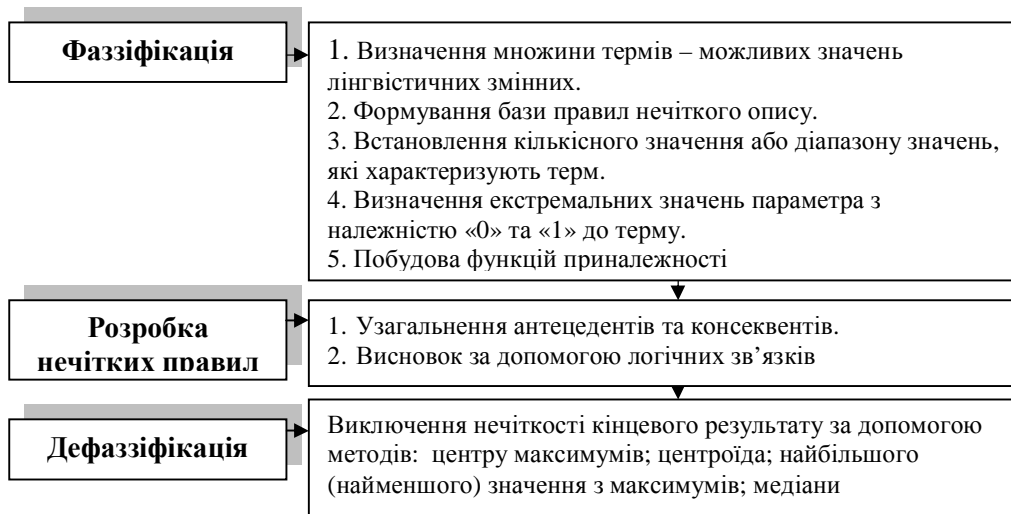 Фаззіфікація
1. Визначення множини термів – можливих значень
лінгвістичних змінних.
2. Формування бази правил нечіткого опису.
3. Встановлення кількісного значення або діапазону значень,
які характеризують терм.
4. Визначення екстремальних значень параметра з
належністю «0» та «1» до терму.
5. Побудова функцій приналежності
Розробка
нечітких правил
1. Узагальнення антецедентів та консеквентів.
2. Висновок за допомогою логічних зв’язків
Дефаззіфікація
Виключення нечіткості кінцевого результату за допомогою
методів: центру максимумів; центроїда; найбільшого
(найменшого) значення з максимумів; медіани